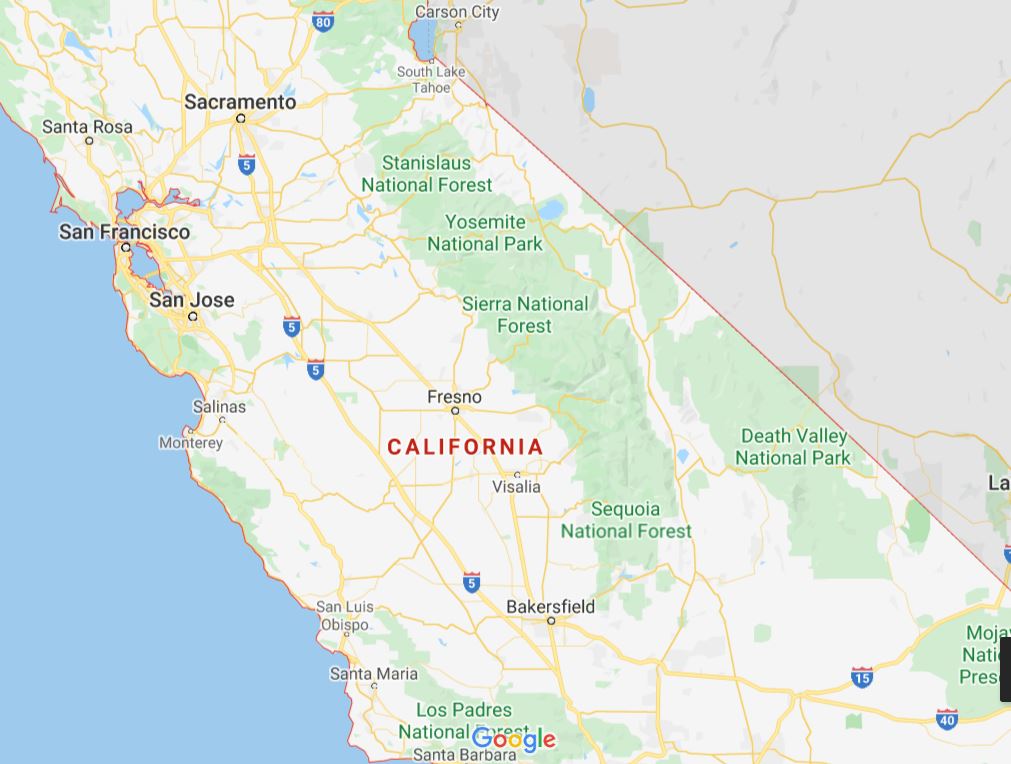 Carson City
80
South Lake
Tahoe
Sacramento
Santa Rosa
5
Stanislaus
National Forest
Yosemite
National Park
San Francisco
San Jose
Sierra National
Forest
5
5
Fresno
Salinas
Monterey
CALIFORNIA
Death Valley
National Park
Visalia
La
Sequoia
National Forest
5
San Luis
Obispo
Bakersfield
Moja
Nati
Pres
Santa Maria
15
40
Los Padres
National Forest
Google
Santa Barbara